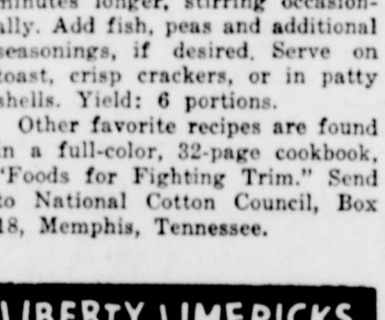 minutes longer, stirring occasion-
ally. Add fish, peas and additional
seasonings, if desired. Serve on
toast, crisp crackers, or in patty
shells. Yield: 6 portions.
Other favorite recipes are found
in a full-color, 32-page cookbook,
"Foods for Fighting Trim." Send
to National Cotton Council, Box
18, Memphis, Tennessee.
LIBERTY LIMERICKS